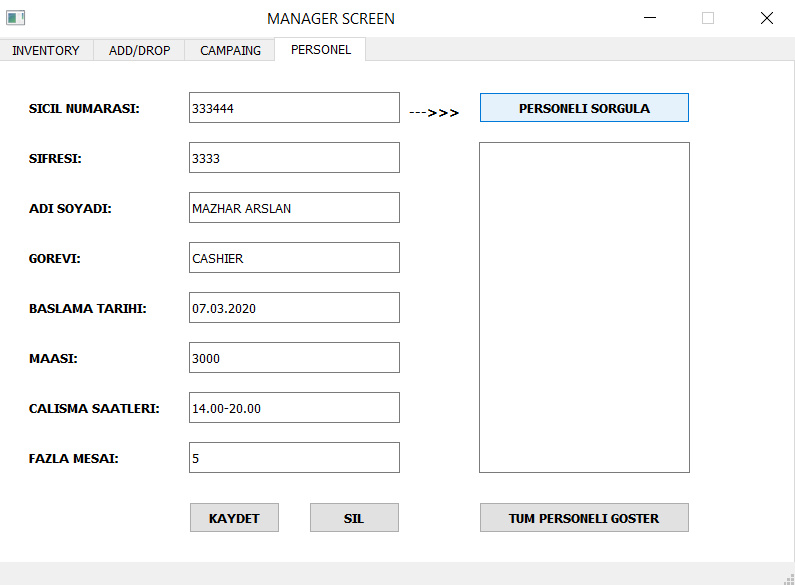 MANAGER SCREEN
INVENTORY ADD/DROP CAMPAING PERSONEL
SICIL NUMARASI: 333444 --->>> PERSONELI SORGULA
SIFRESI: 3333
ADI SOYADI: MAZHAR ARSLAN
GOREVI: CASHIER
BASLAMA TARIHI: 07.03.2020
MAASI: 3000
CALISMA SAATLERI: 14.00-20.00
FAZLA MESAI: 5
KAYDET SIL TUM PERSONELI GOSTER